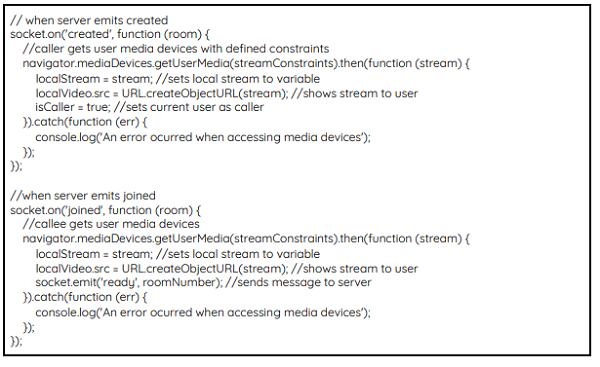 // when server emits created
socket.on('created', function (room) {
//caller gets user media devices with defined constraints
navigator.mediaDevices.getUserMedia(streamConstraints).then(function (stream) {
localStream = stream; //sets local stream to variable
localVideo.src = URL.createObjectURL(stream); //shows stream to user
isCaller = true; //sets current user as caller
}).catch(function (err) {
console.log('An error ocurred when accessing media devices');
});
});
//when server emits joined
socket.on('joined', function (room) {
//callee gets user media devices
navigator.mediaDevices.getUserMedia(streamConstraints).then(function (stream) {
localStream = stream; //sets local stream to variable
localVideo.src = URL.createObjectURL(stream); //shows stream to user
socket.emit('ready', roomNumber); //sends message to server
}).catch(function (err) {
console.log('An error ocurred when accessing media devices');
});
});